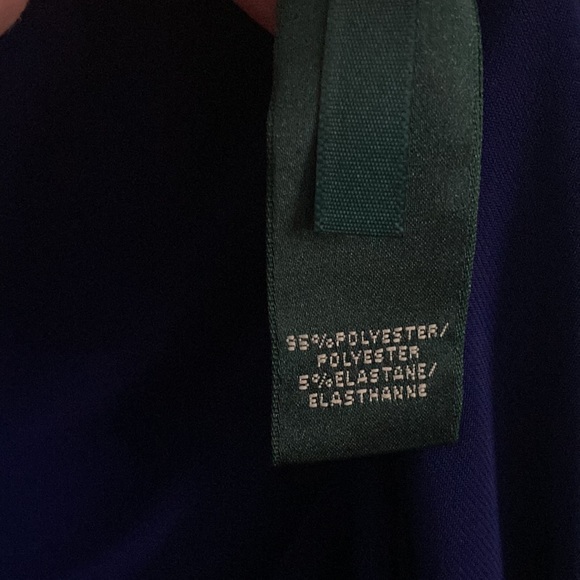 95%POLYESTER/
POLYESTER
5%ELASTANE/
ELASTHANNE